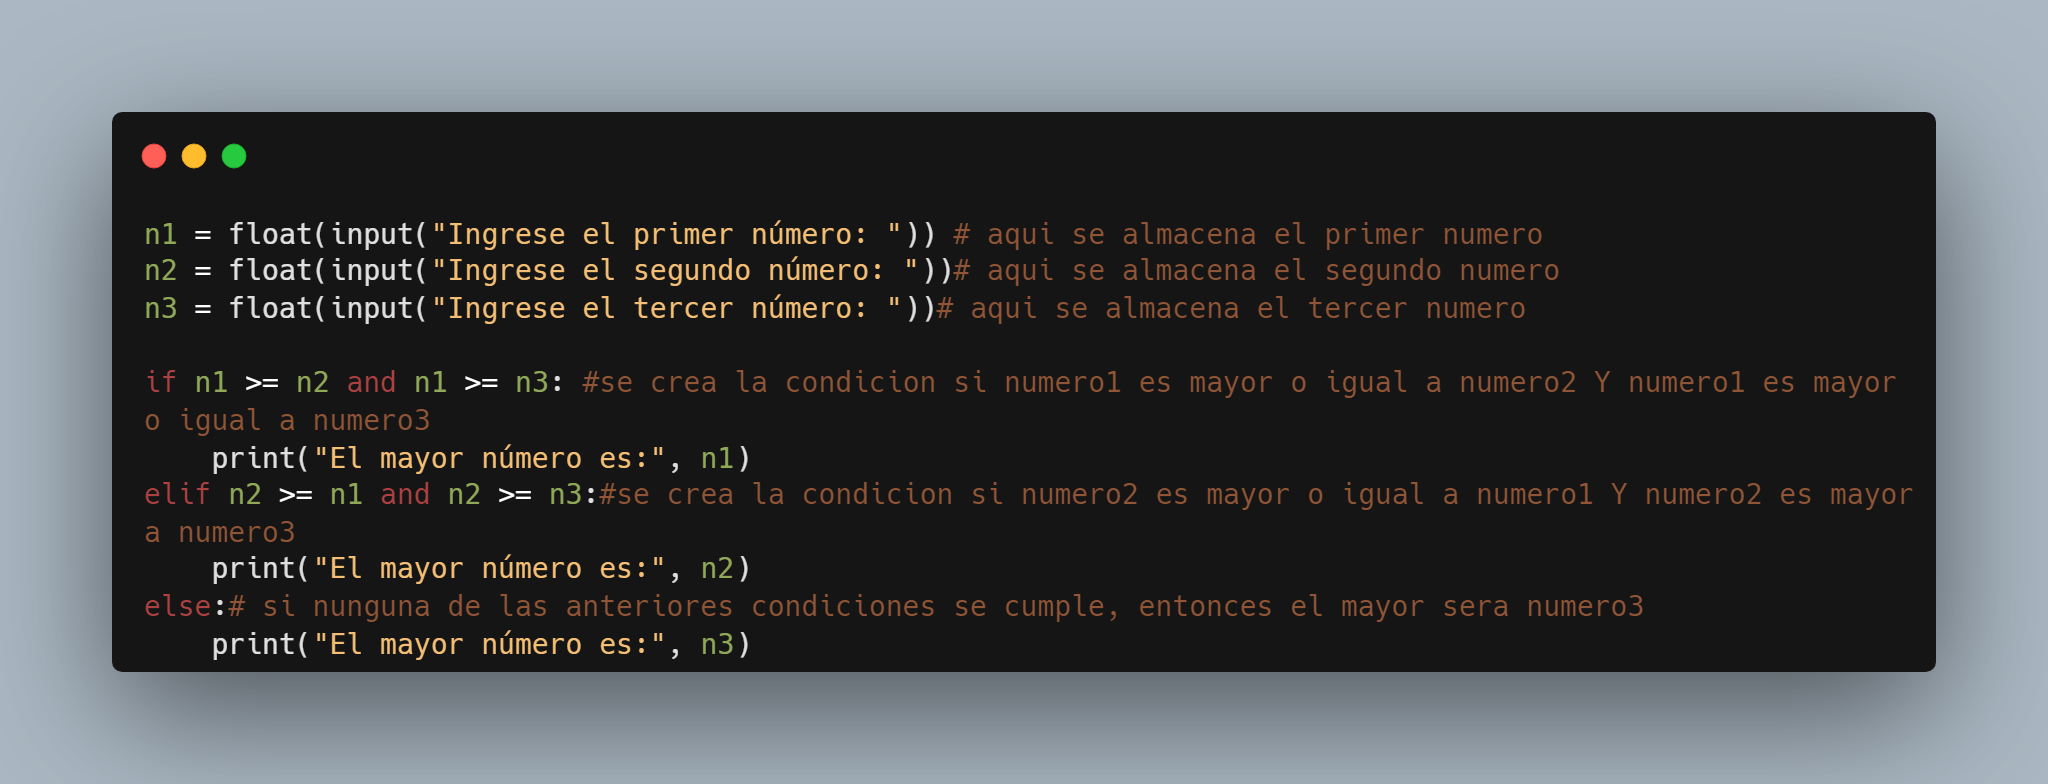 n1 = float(input("Ingrese el primer número: ")) # aqui se almacena el primer numero
n2 = float(input("Ingrese el segundo número: "))# aqui se almacena el segundo numero
n3 = float(input("Ingrese el tercer número: "))# aqui se almacena el tercer numero

if n1 >= n2 and n1 >= n3: #se crea la condicion si numero1 es mayor o igual a numero2 Y numero1 es mayor
o igual a numero3
    print("El mayor número es:", n1)
elif n2 >= n1 and n2 >= n3:#se crea la condicion si numero2 es mayor o igual a numero1 Y numero2 es mayor
a numero3
    print("El mayor número es:", n2)
else:# si nunguna de las anteriores condiciones se cumple, entonces el mayor sera numero3
    print("El mayor número es:", n3)